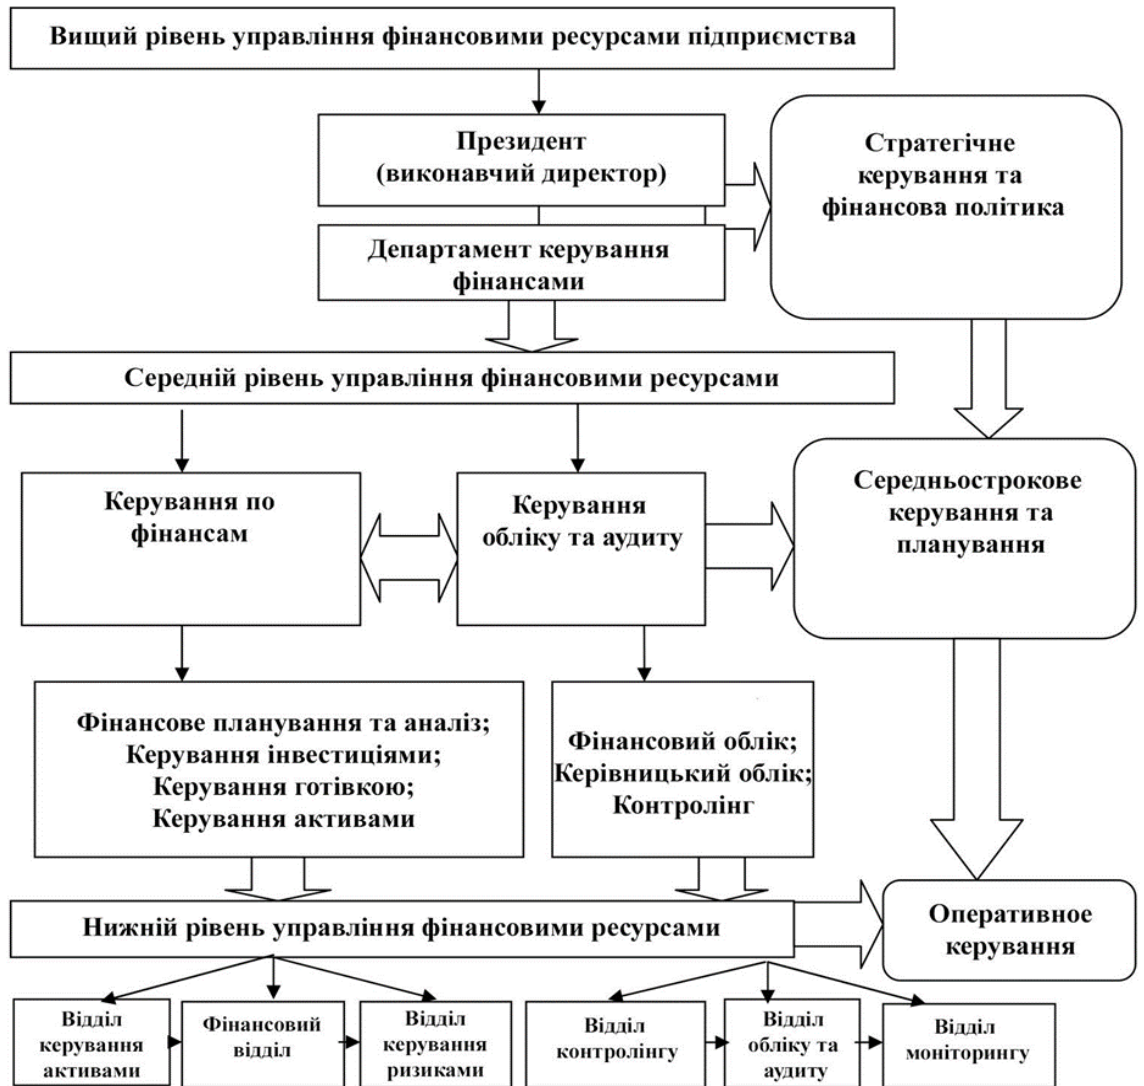 Вищий рівень управління фінансовими ресурсами підприємства
Президент
(виконавчий директор)
Стратегічне
керування та
фінансова політика
Департамент керування
фінансами
Середній рівень управління фінансовими ресурсами
Керування по
фінансам
Керування
обліку та аудиту
Середньострокове
керування та
планування
Фінансове планування та аналіз;
Керування інвестиціями;
Керування готівкою;
Керування активами
Фінансовий облік;
Керівницький облік;
Контролінг
Нижній рівень управління фінансовими ресурсами
Оперативное
керування
Відділ
керування
активами
Фінансовий
відділ
Відділ
керування
ризиками
Відділ
контролінгу
Відділ
обліку та
аудиту
Відділ
моніторингу